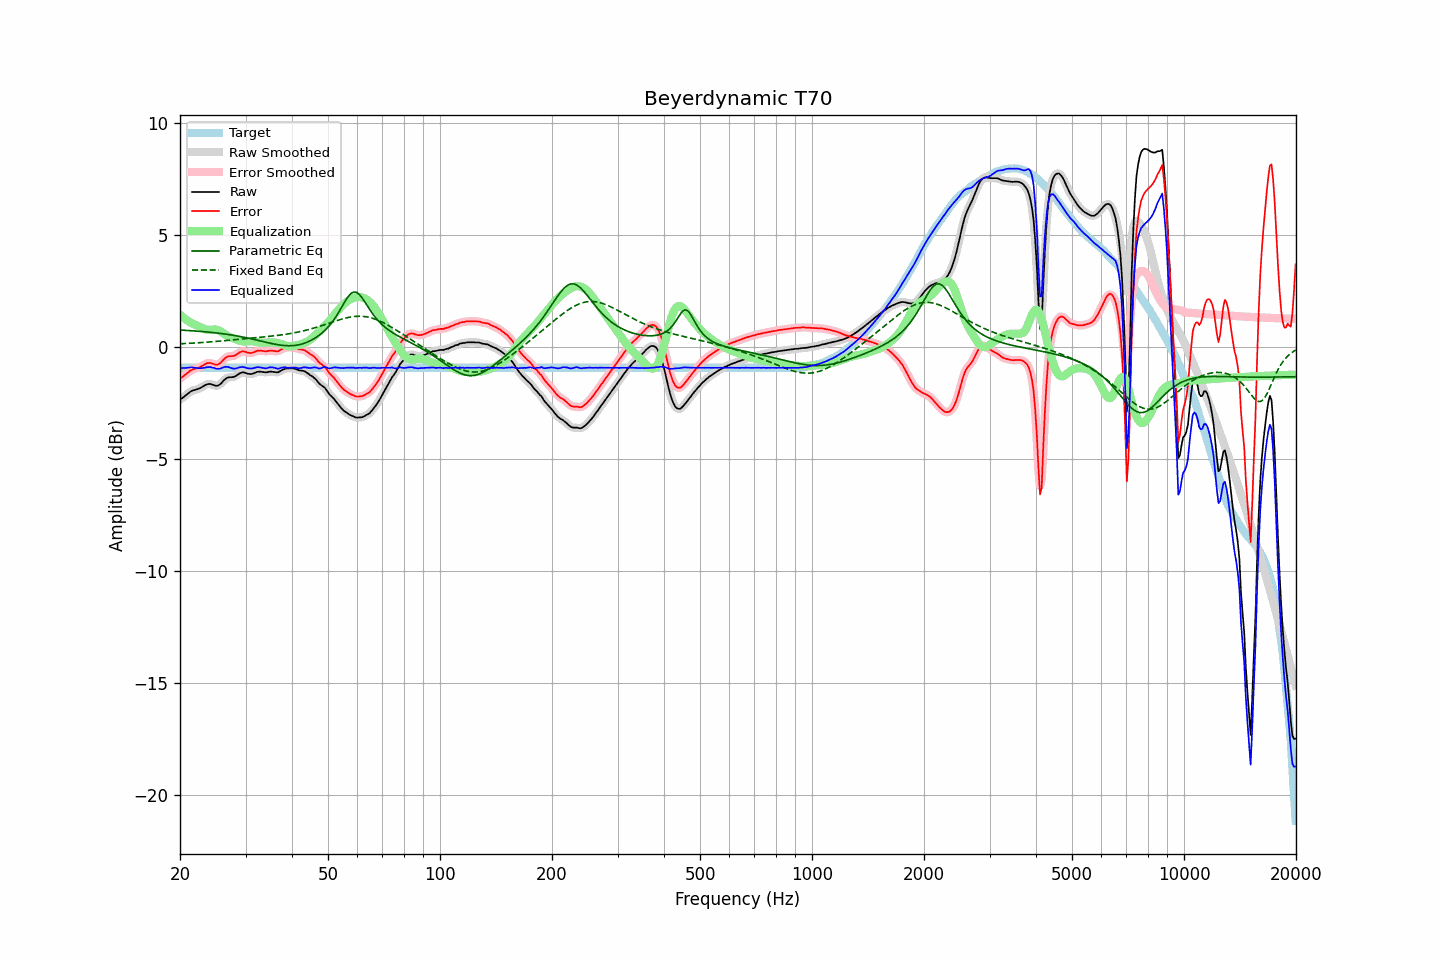 Beyerdynamic T70
10
5
0
−5
−10
−15
−20
Amplitude (dBr)
Target
Raw Smoothed
Error Smoothed
Raw
Error
Equalization
Parametric Eq
Fixed Band Eq
Equalized
20 50 100 200 500 1000 2000 5000 10000 20000
Frequency (Hz)